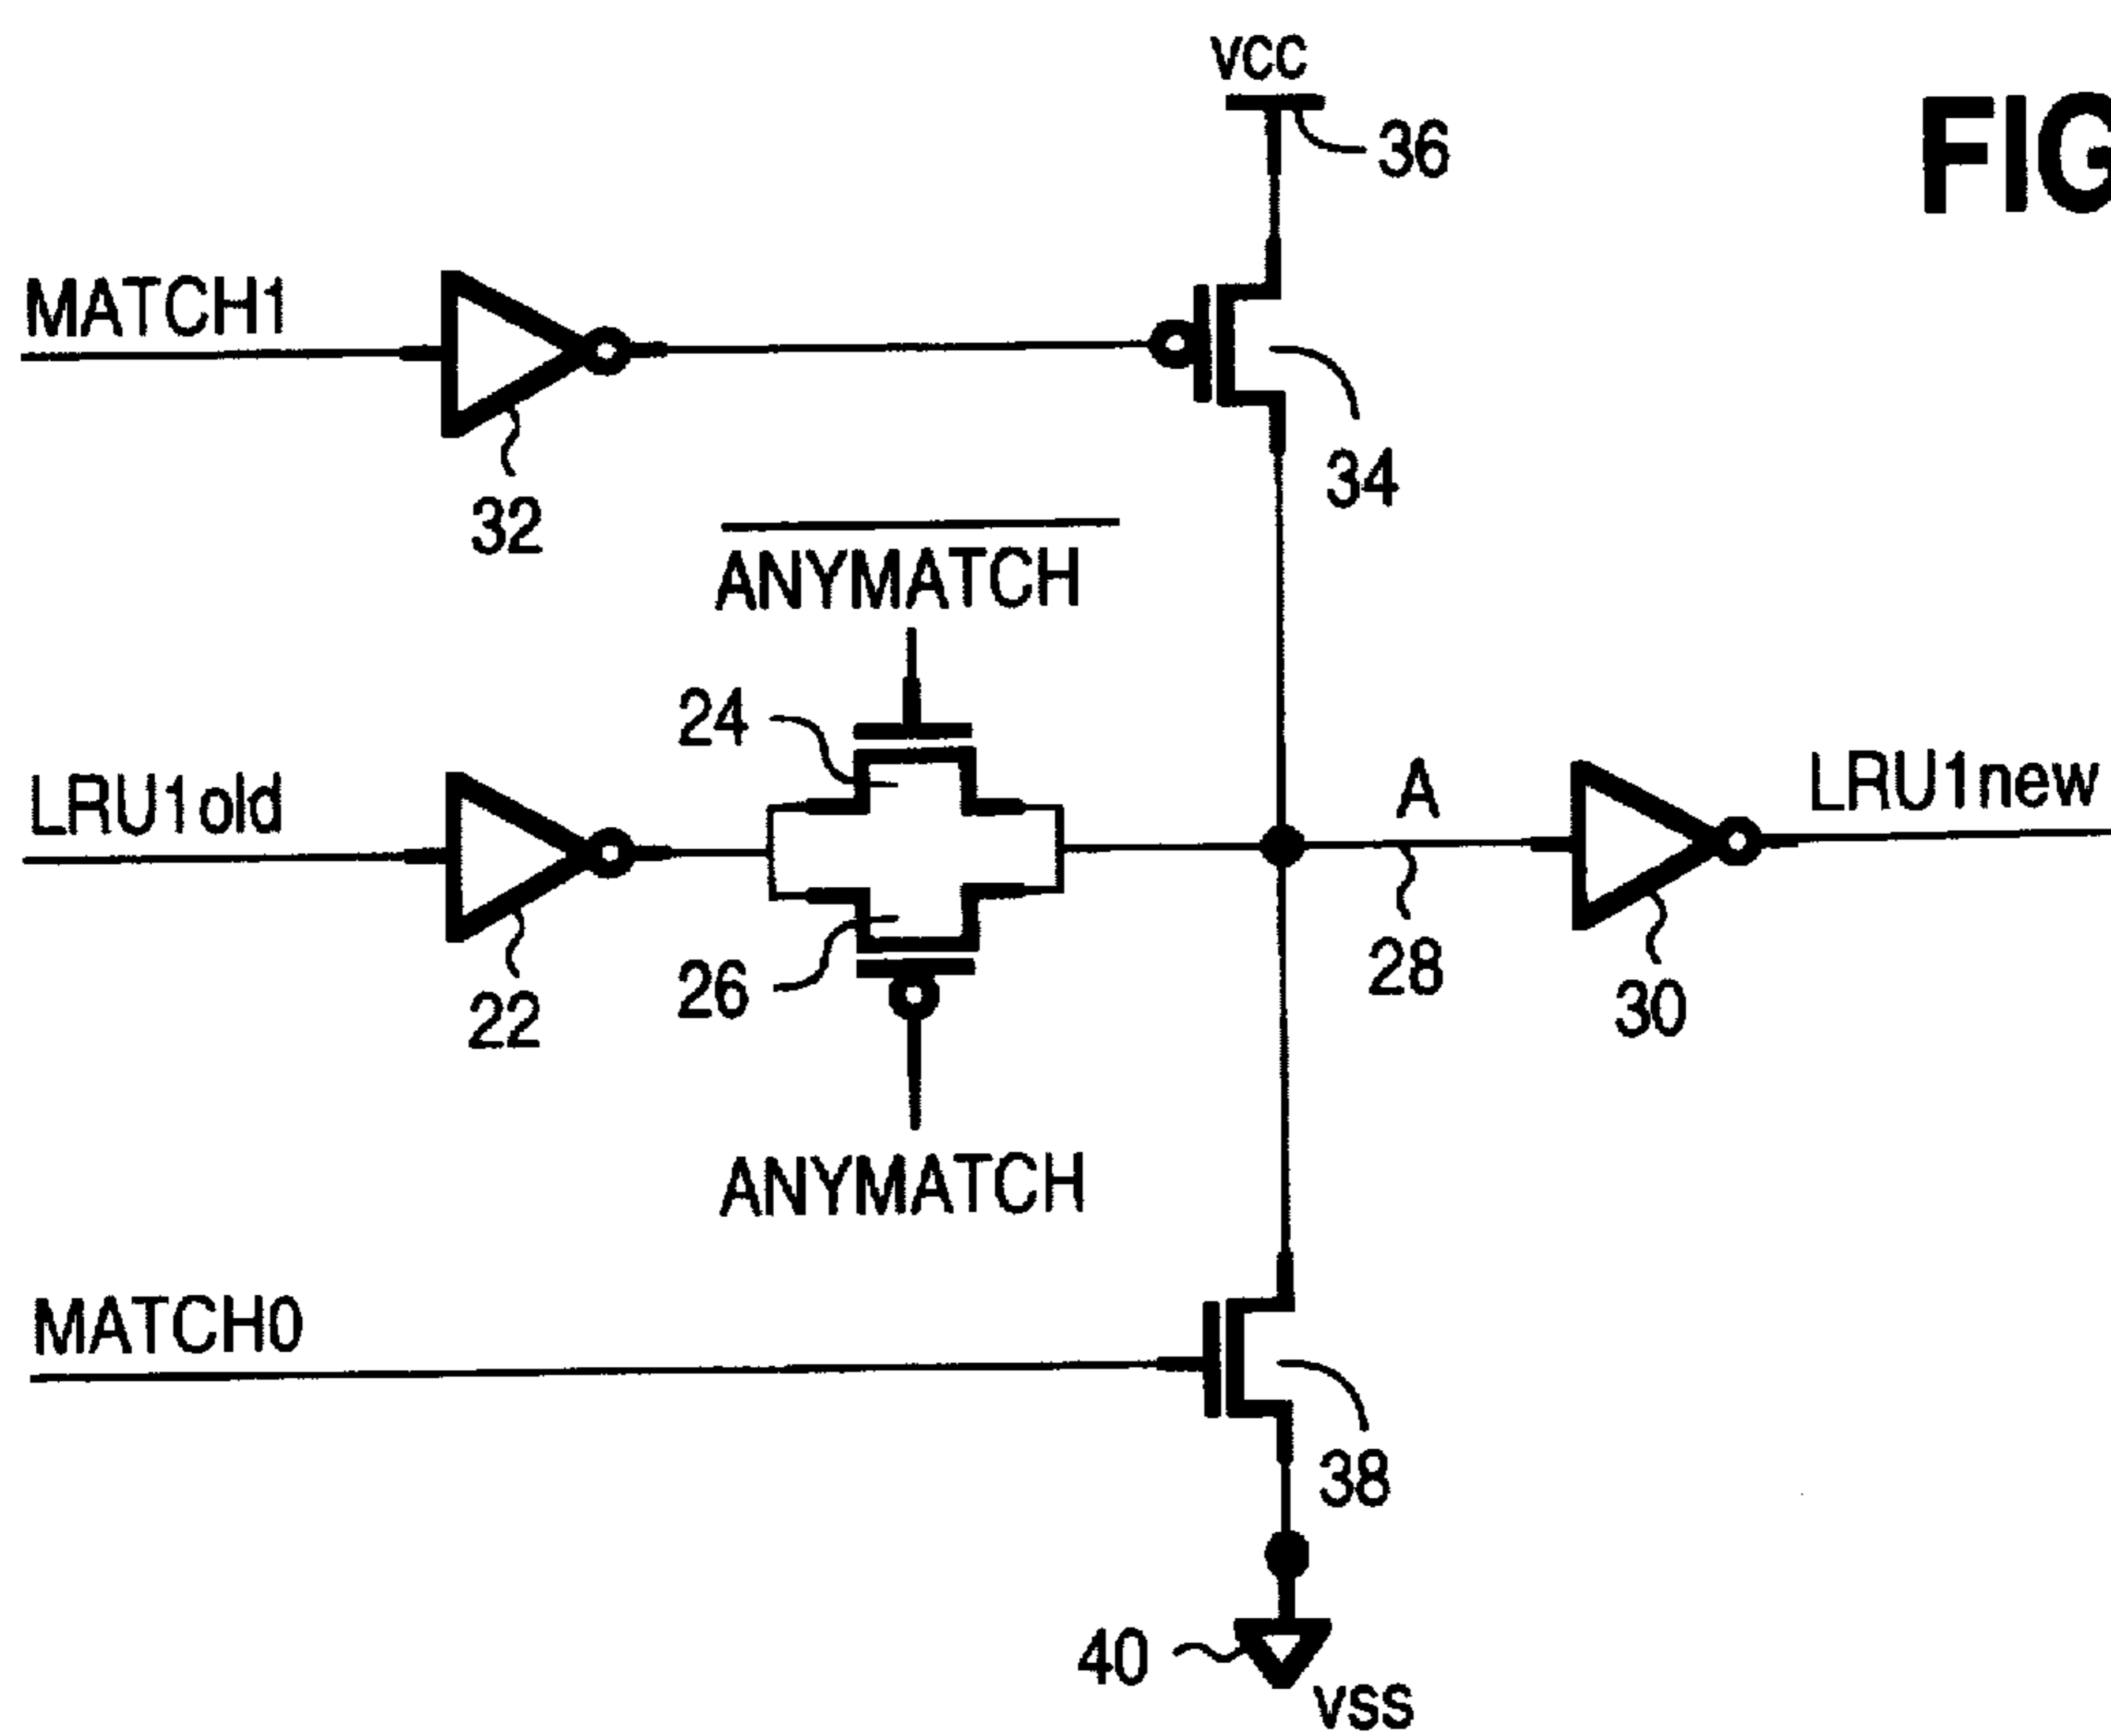 VCC
36
FIG
MATCH1
32
34
ANYMATCH
24
LRU1old
22
26
A
28
LRU1new
30
ANYMATCH
MATCH0
38
40
VSS